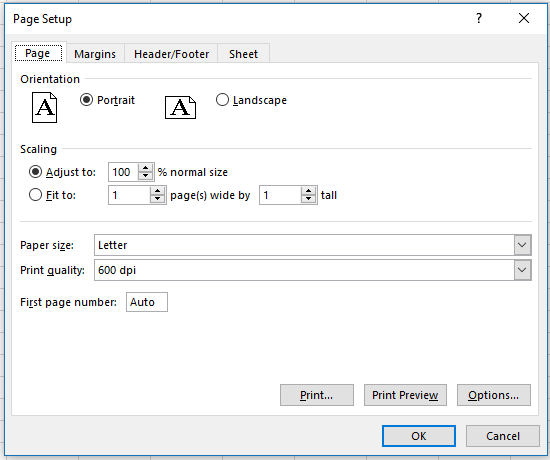 Page Setup
Page Margins Header/Footer Sheet
Orientation
A Portrait A Landscape
Scaling
Adjust to: 100 % normal size
Fit to: 1 page(s) wide by 1 tall
Paper size: Letter
Print quality: 600 dpi
First page number: Auto
Print... Print Preview Options...
OK Cancel